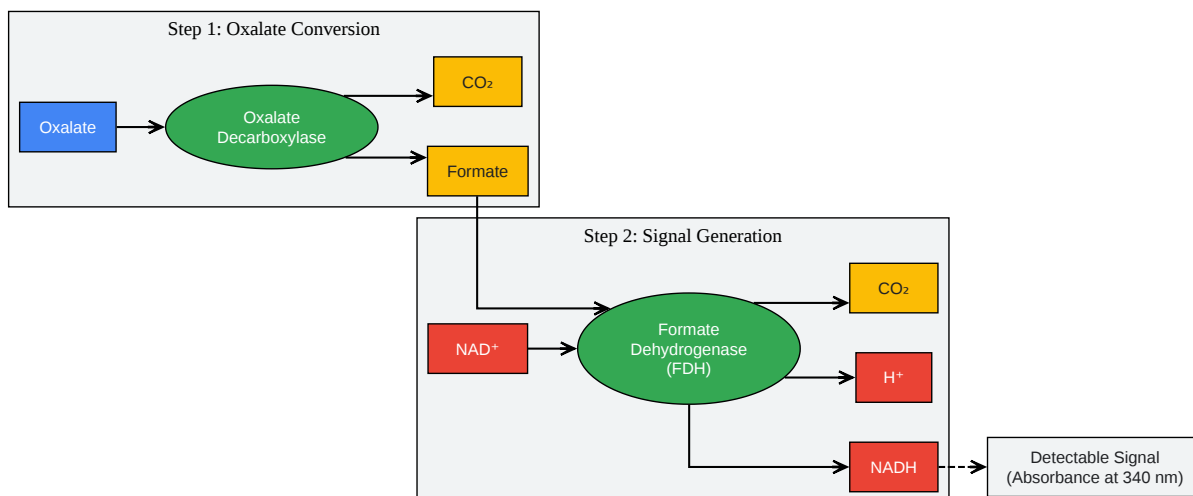 Step 1: Oxalate Conversion
CO₂
Oxalate
Oxalate
Decarboxylase
Formate
Step 2: Signal Generation
CO₂
NAD⁺
Formate
Dehydrogenase
(FDH)
H⁺
NADH
Detectable Signal
(Absorbance at 340 nm)